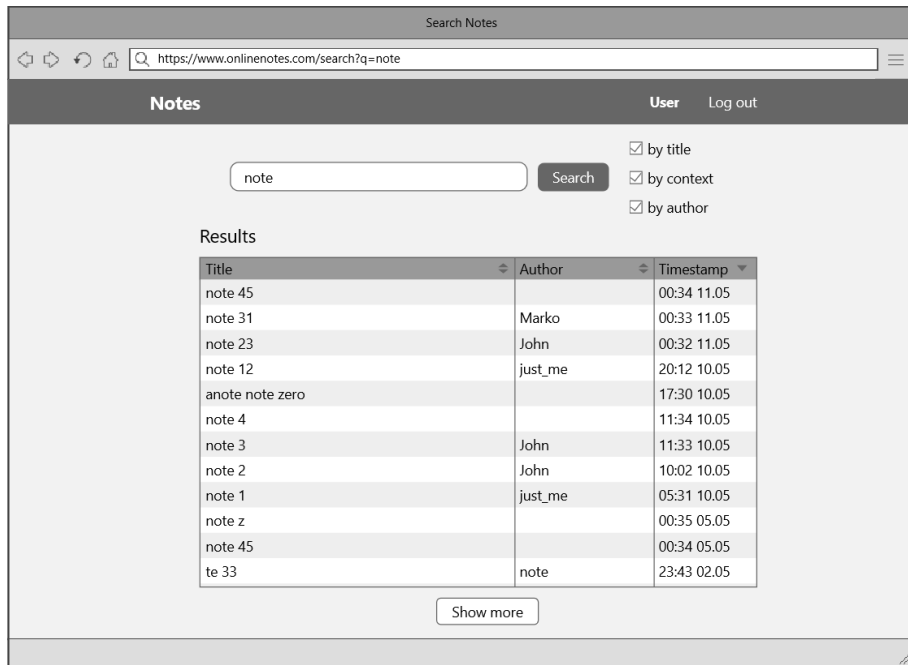 Search Notes
https://www.onlinenotes.com/search?q=note
Notes User Log out
by title
note Search by context
by author
Results
Title Author Timestamp
note 45 00:34 11.05
note 31 Marko 00:33 11.05
note 23 John 00:32 11.05
note 12 just_me 20:12 10.05
anote note zero 17:30 10.05
note 4 11:34 10.05
note 3 John 11:33 10.05
note 2 John 10:02 10.05
note 1 just_me 05:31 10.05
note z 00:35 05.05
note 45 00:34 05.05
te 33 note 23:43 02.05
Show more